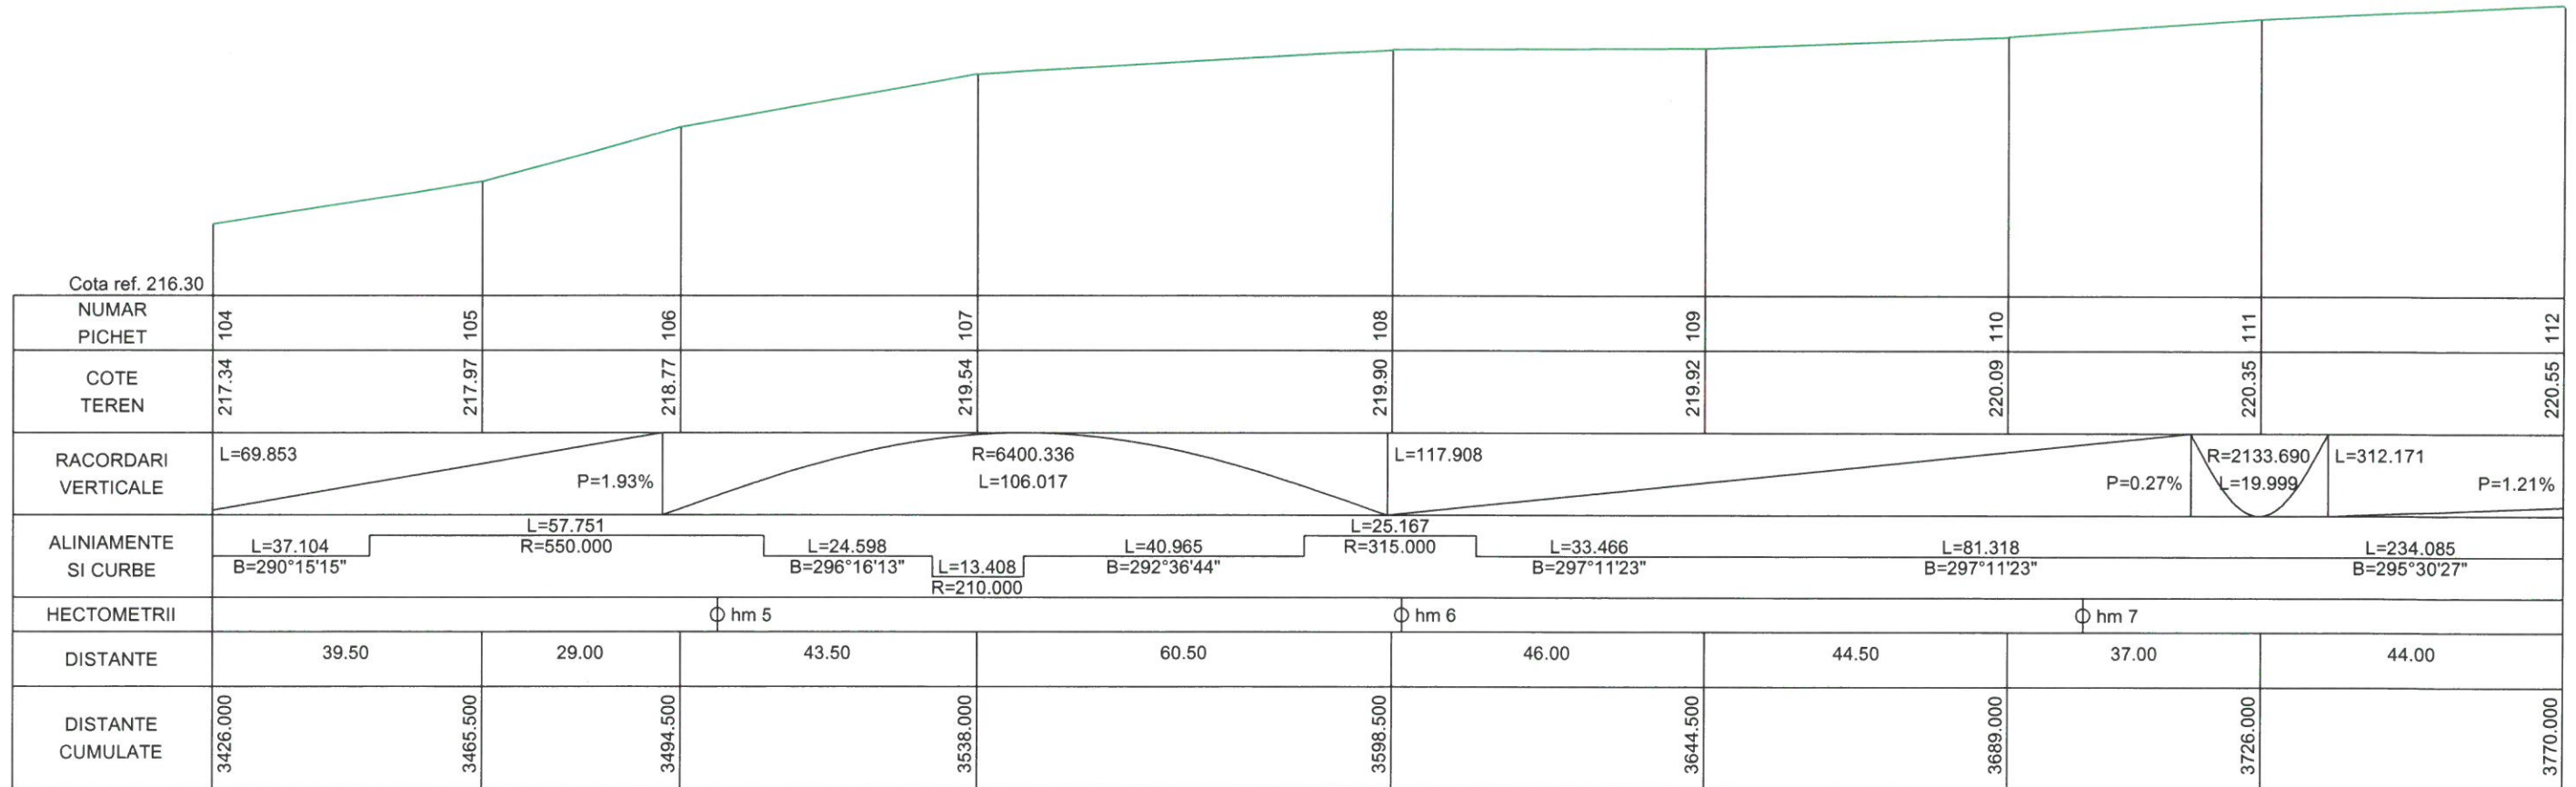 Cota ref. 216.30
NUMAR
PICHET
104
105
106
107
108
109
110
111
112
COTE
TEREN
217.34
217.97
218.77
219.54
219.90
219.92
220.09
220.35
220.55
RACORDARI
VERTICALE
L=69.853
P=1.93%
R=6400.336
L=106.017
L=117.908
P=0.27%
R=2133.690
L=19.999
L=312.171
P=1.21%
ALINIAMENTE
SI CURBE
L=37.104
B=290°15'15"
L=57.751
R=550.000
L=24.598
B=296°16'13"
L=13.408
R=210.000
L=40.965
B=292°36'44"
L=25.167
R=315.000
L=33.466
B=297°11'23"
L=81.318
B=297°11'23"
L=234.085
B=295°30'27"
HECTOMETRII
hm 5
hm 6
hm 7
DISTANTE
39.50
29.00
43.50
60.50
46.00
44.50
37.00
44.00
DISTANTE
CUMULATE
3426.000
3465.500
3494.500
3538.000
3598.500
3644.500
3689.000
3726.000
3770.000